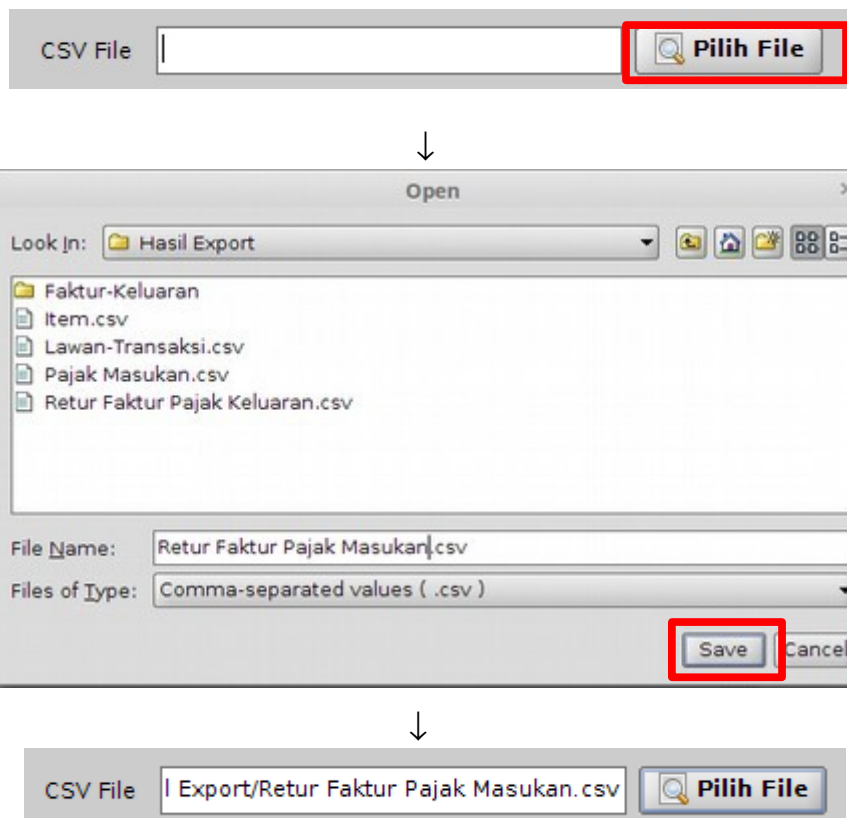 CSV File Pilih File
↓
Open
Look In: Hasil Export
Faktur-Keluaran
Item.csv
Lawan-Transaksi.csv
Pajak Masukan.csv
Retur Faktur Pajak Keluaran.csv
File Name: Retur Faktur Pajak Masukan.csv
Files of Type: Comma-separated values ( .csv )
Save Cancel
↓
CSV File l Export/Retur Faktur Pajak Masukan.csv Pilih File